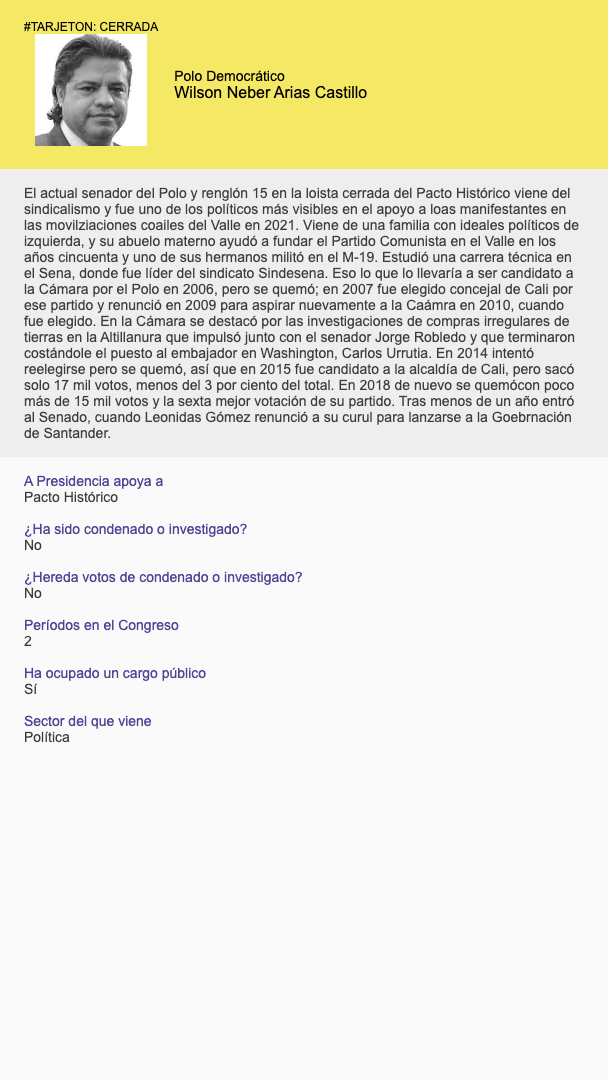 #TARJETON: CERRADA
Polo Democrático
Wilson Neber Arias Castillo
El actual senador del Polo y renglón 15 en la loista cerrada del Pacto Histórico viene del
sindicalismo y fue uno de los políticos más visibles en el apoyo a loas manifestantes en
las movilziaciones coailes del Valle en 2021. Viene de una familia con ideales políticos de
izquierda, y su abuelo materno ayudó a fundar el Partido Comunista en el Valle en los
años cincuenta y uno de sus hermanos militó en el M-19. Estudió una carrera técnica en
el Sena, donde fue líder del sindicato Sindesena. Eso lo que lo llevaría a ser candidato a
la Cámara por el Polo en 2006, pero se quemó; en 2007 fue elegido concejal de Cali por
ese partido y renunció en 2009 para aspirar nuevamente a la Caámra en 2010, cuando
fue elegido. En la Cámara se destacó por las investigaciones de compras irregulares de
tierras en la Altillanura que impulsó junto con el senador Jorge Robledo y que terminaron
costándole el puesto al embajador en Washington, Carlos Urrutia. En 2014 intentó
reelegirse pero se quemó, así que en 2015 fue candidato a la alcaldía de Cali, pero sacó
solo 17 mil votos, menos del 3 por ciento del total. En 2018 de nuevo se quemócon poco
más de 15 mil votos y la sexta mejor votación de su partido. Tras menos de un año entró
al Senado, cuando Leonidas Gómez renunció a su curul para lanzarse a la Goebrnación
de Santander.
A Presidencia apoya a
Pacto Histórico
¿Ha sido condenado o investigado?
No
¿Hereda votos de condenado o investigado?
No
Períodos en el Congreso
2
Ha ocupado un cargo público
Sí
Sector del que viene
Política